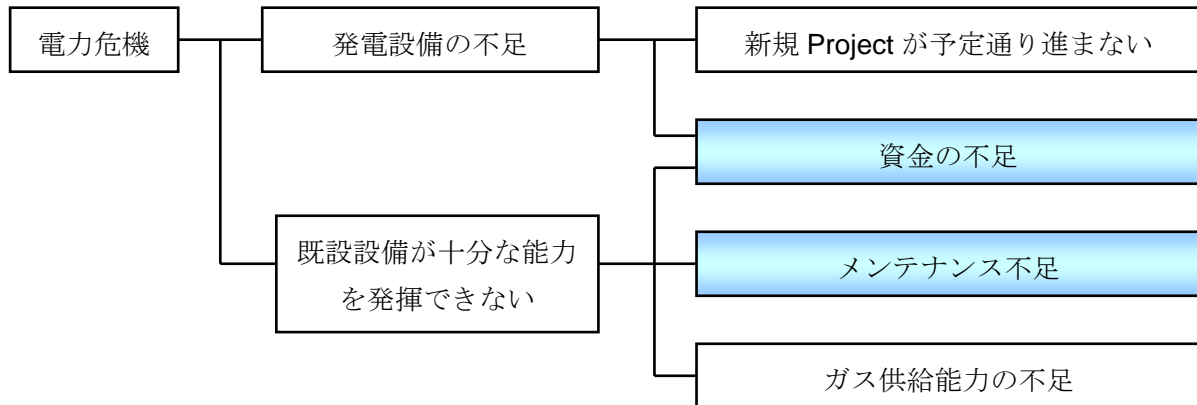 電力危機
発電設備の不足
新規 Project が予定通り進まない
資金の不足
既設設備が十分な能力
を発揮できない
メンテナンス不足
ガス供給能力の不足